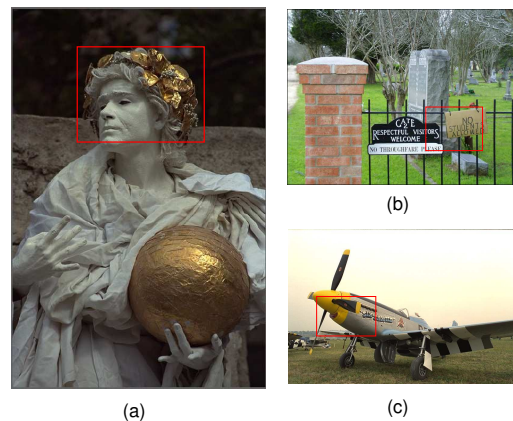 GATE
RESPECTFUL VISITORS
WELCOME
NO THROUGHFARE PLEASE
NO
(b)
(a)
(c)